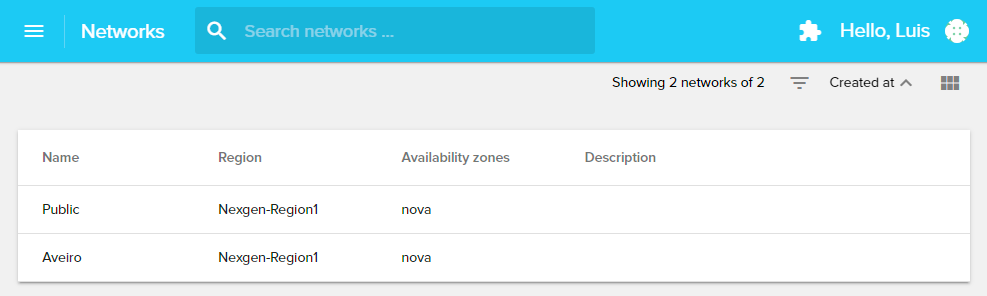 Networks Search networks ... Hello, Luis
Showing 2 networks of 2 Created at
Name Region Availability zones Description
Public Nexgen-Region1 nova
Aveiro Nexgen-Region1 nova